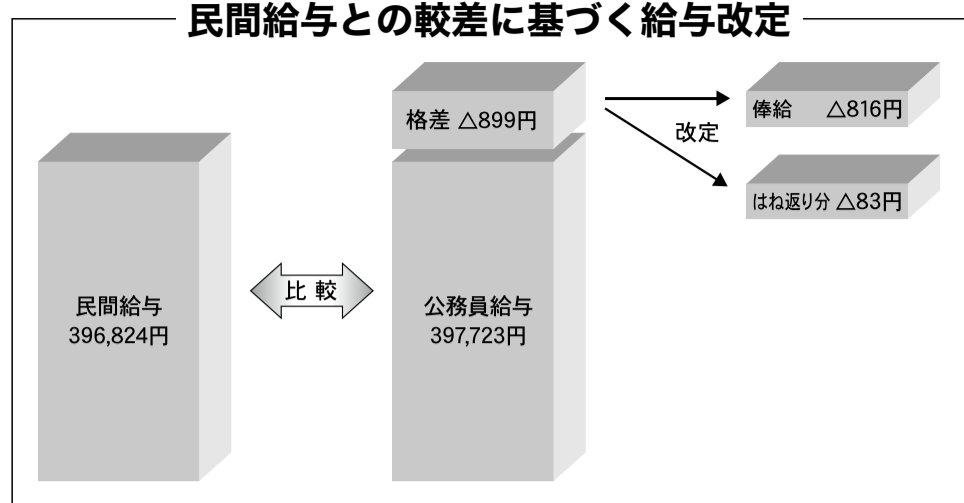 民間給与との較差に基づく給与改定
格差 △899円
俸給 △816円
改定
はね返り分 △83円
比 較
民間給与
396,824円
公務員給与
397,723円